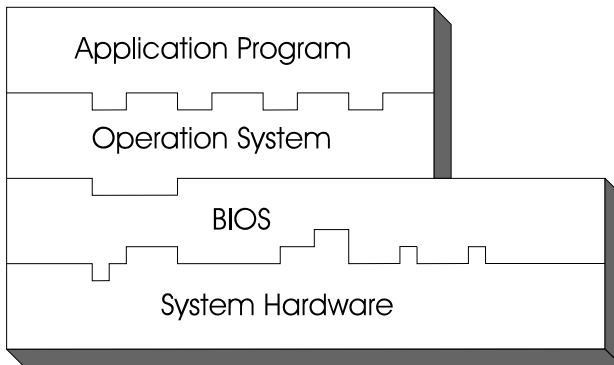 Application Program
Operation System
BIOS
System Hardware